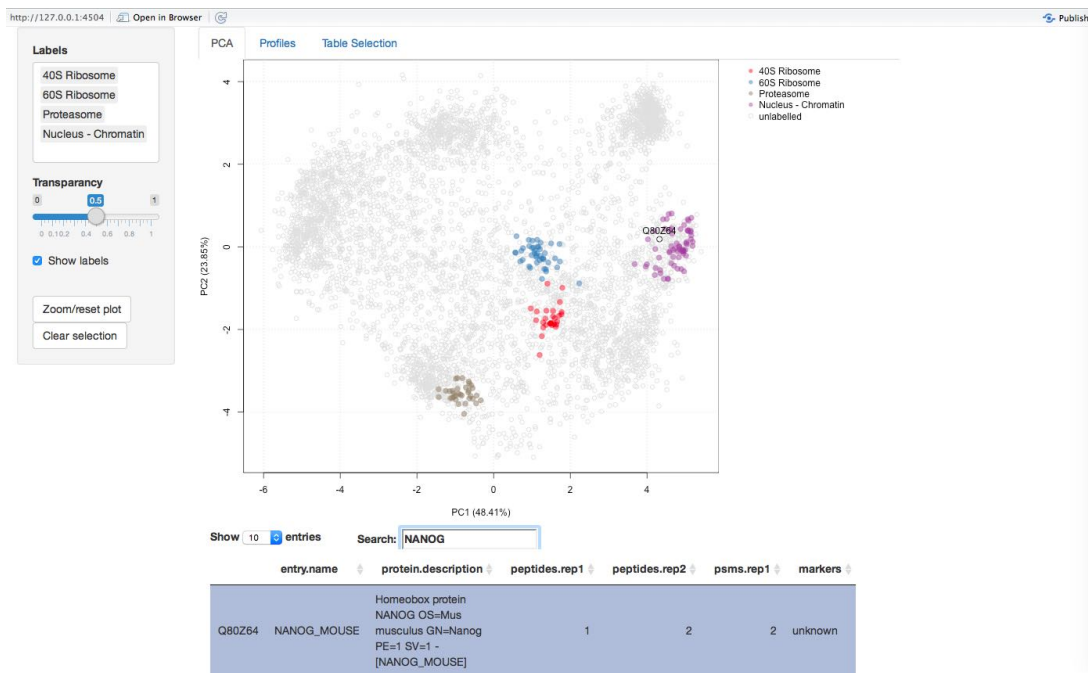 http://127.0.0.1:4504 Open in Browser Publish
PCA Profiles Table Selection
Labels
40S Ribosome
60S Ribosome
Proteasome
Nucleus - Chromatin
Transparancy
0 0.5 1
0 0.10.2 0.4 0.6 0.8 1
Show labels
Zoom/reset plot
Clear selection
40S Ribosome
60S Ribosome
Proteasome
Nucleus - Chromatin
unlabelled
4
2
0
-2
-4
PC2 (23.85%)
Q80Z64
-6 -4 -2 0 2 4
PC1 (48.41%)
Show 10 entries Search: NANOG
entry.name protein.description peptides.rep1 peptides.rep2 psms.rep1 markers
Homeobox protein
NANOG OS=Mus
Q80Z64 NANOG_MOUSE musculus GN=Nanog 1 2 2 unknown
PE=1 SV=1 -
[NANOG_MOUSE]